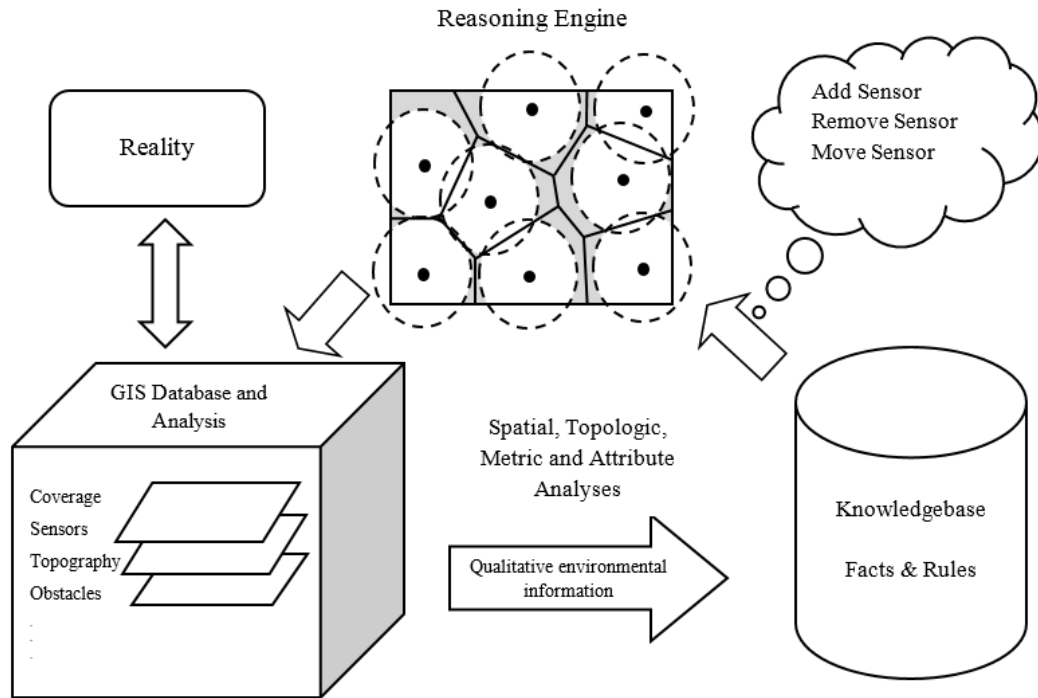 Reasoning Engine
Reality
Add Sensor
Remove Sensor
Move Sensor
GIS Database and
Analysis
Coverage
Sensors
Topography
Obstacles
.
.
.
Spatial, Topologic,
Metric and Attribute
Analyses
Qualitative environmental
information
Knowledgebase
Facts & Rules